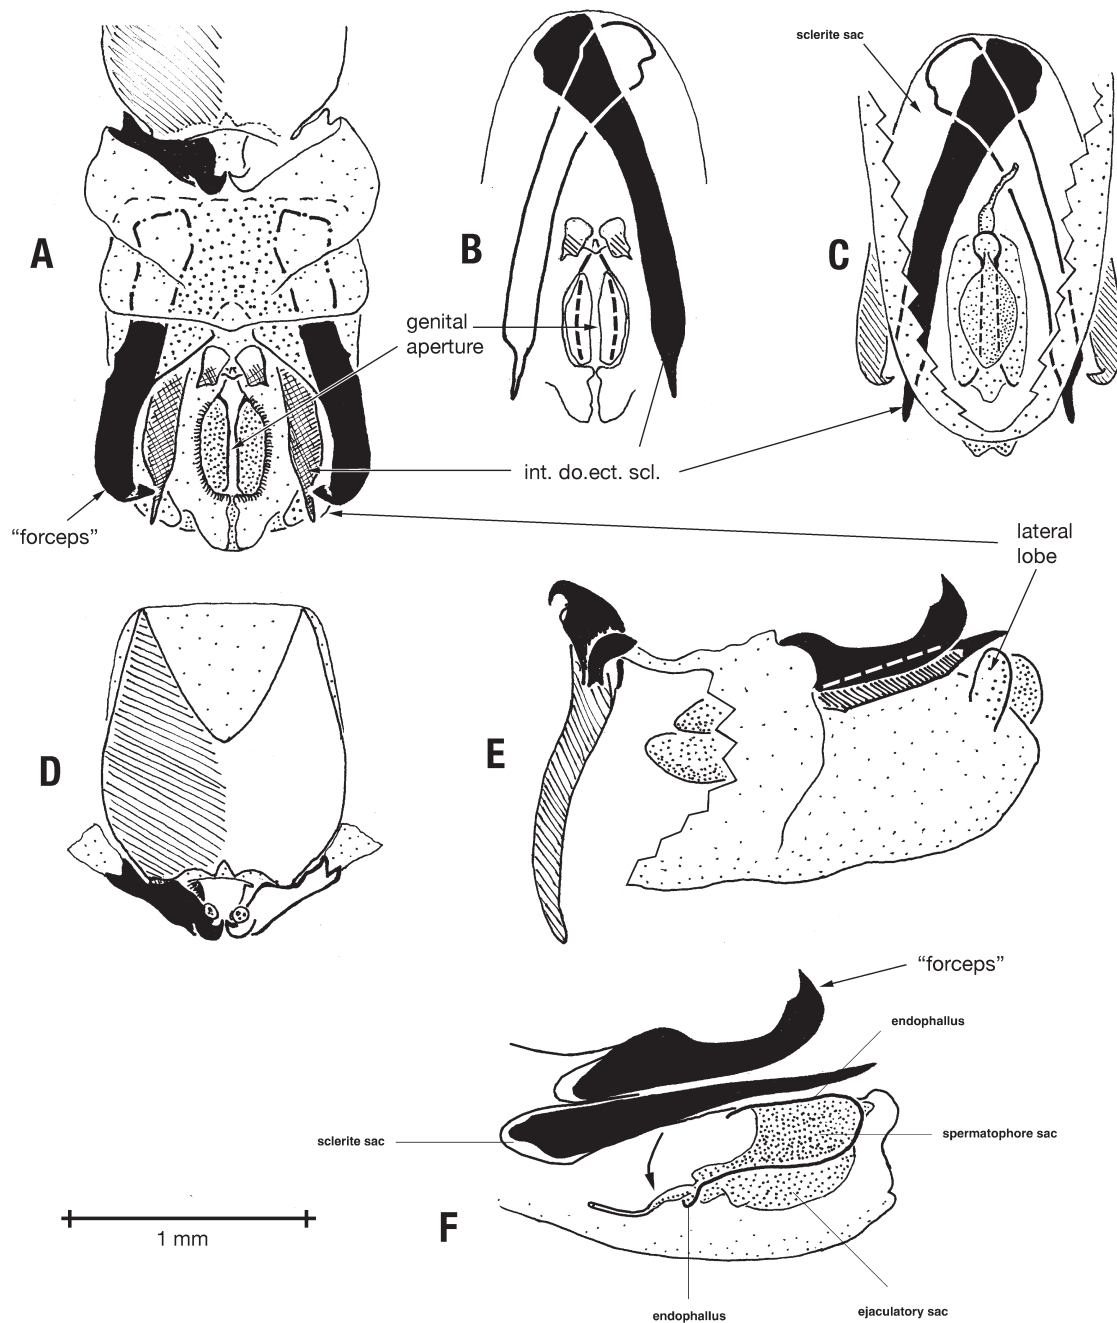 sclerite sac
A
B
C
genital
aperture
int. do.ect. scl.
"forceps"
lateral
lobe
D
E
"forceps"
endophallus
sclerite sac
spermatophore sac
1 mm
F
endophallus
ejaculatory sac